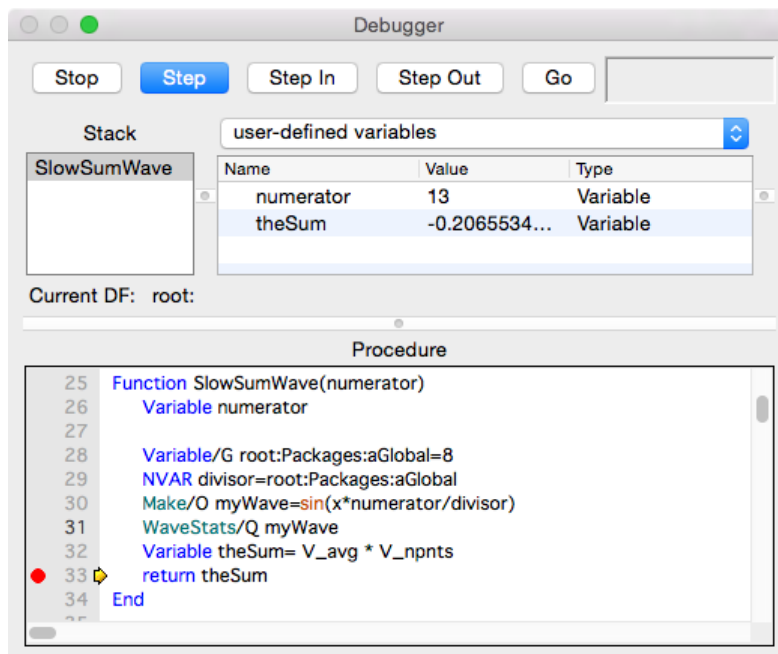 Debugger
Stop Step Step In Step Out Go
Stack user-defined variables
SlowSumWave Name Value Type
numerator 13 Variable
theSum -0.2065534... Variable
Current DF: root:
Procedure
25 Function SlowSumWave(numerator)
26 Variable numerator
27
28 Variable/G root:Packages:aGlobal=8
29 NVAR divisor=root:Packages:aGlobal
30 Make/O myWave=sin(x*numerator/divisor)
31 WaveStats/Q myWave
32 Variable theSum= V_avg * V_npnts
33 return theSum
34 End